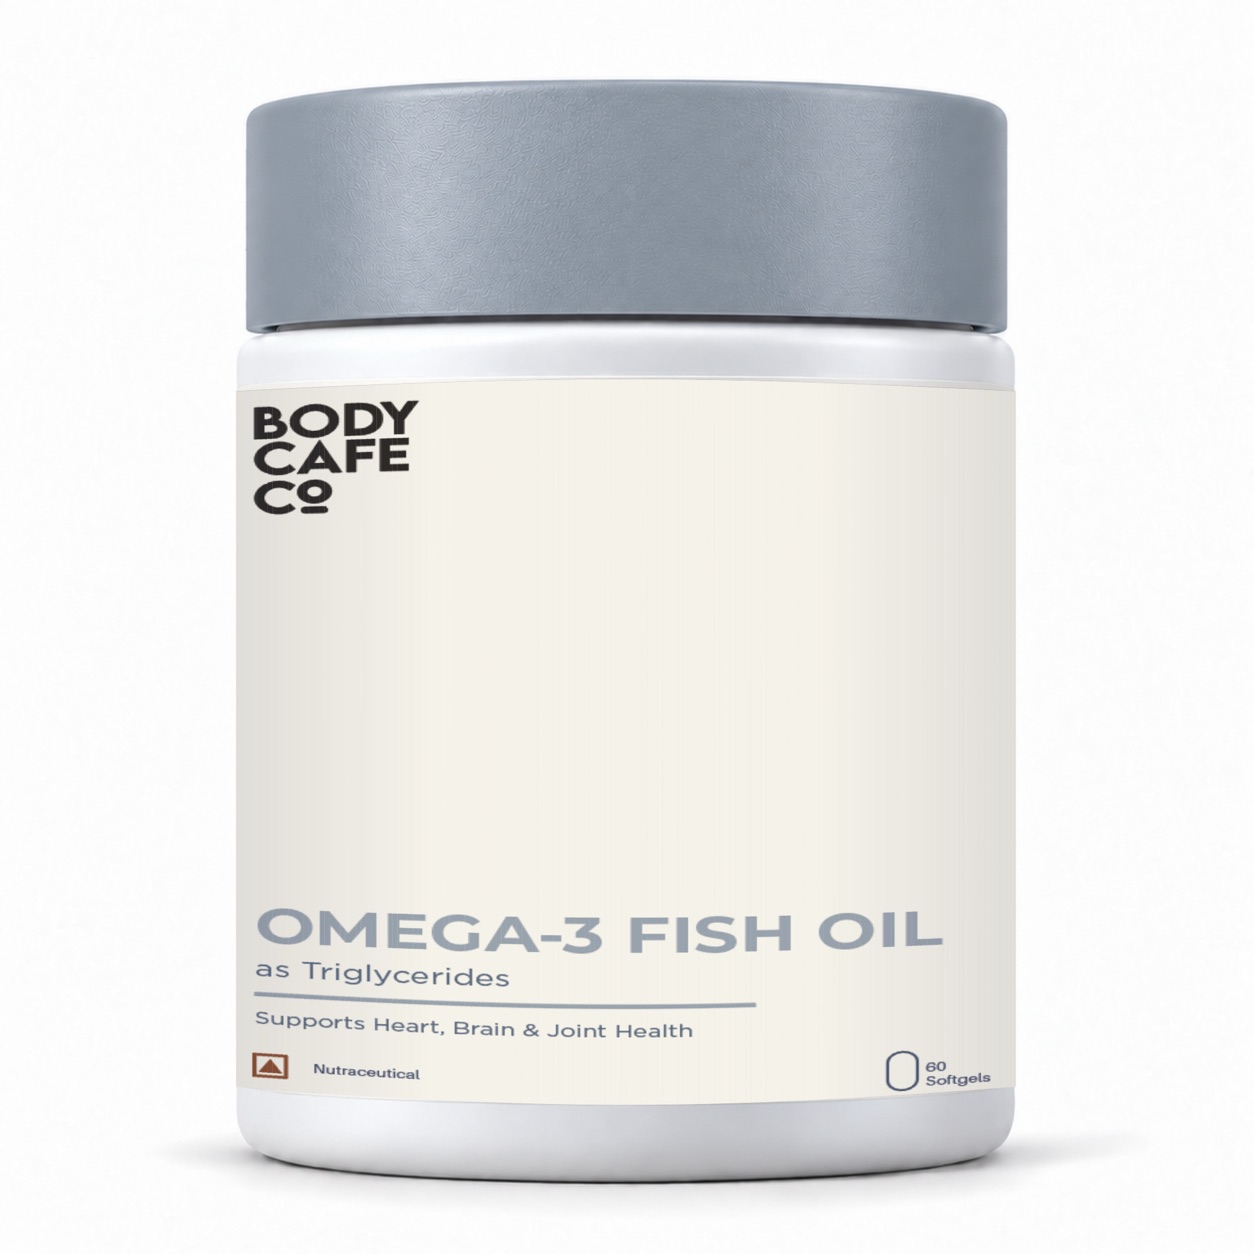 BODY
CAFE
Co
OMEGA-3 FISH OIL
as Triglycerides
Supports Heart, Brain & Joint Health
Nutraceutical
60
Softgels